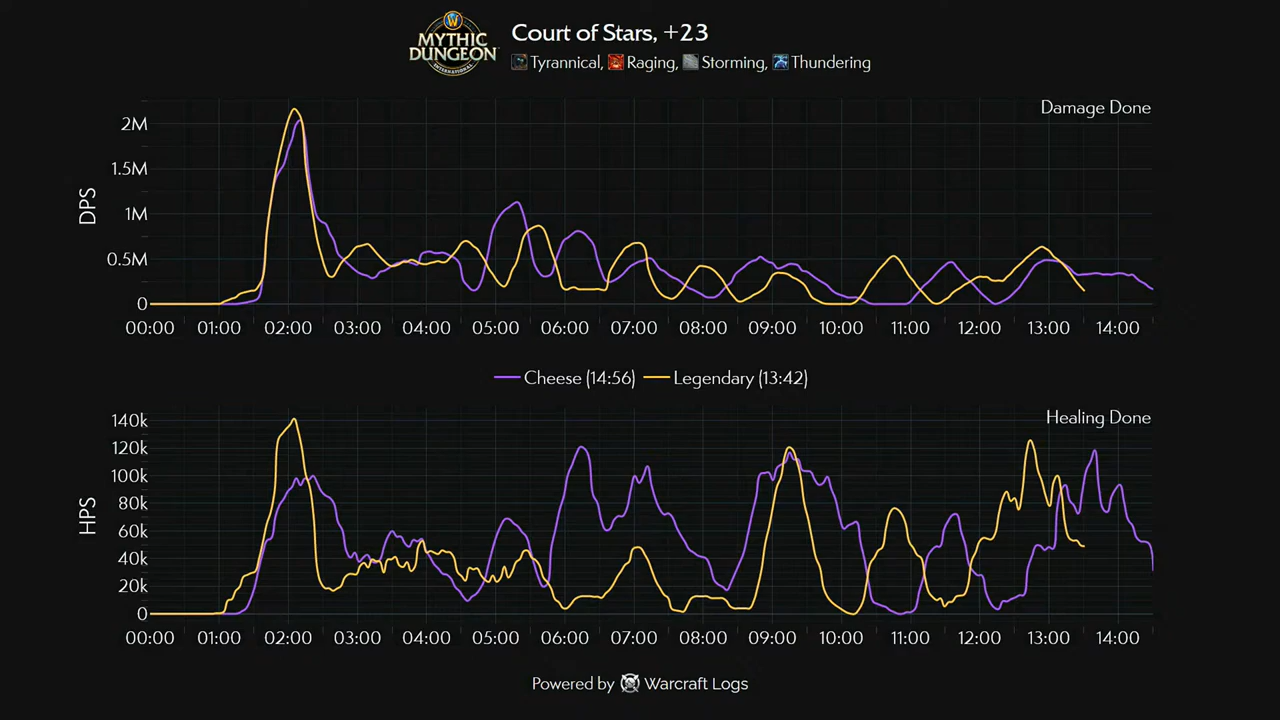 MYTHIC
DUNGEON
INTERNATIONAL
Court of Stars, +23
Tyrannical, Raging, Storming, Thundering
Damage Done
DPS
2M
1.5M
1M
0.5M
0
00:00 01:00 02:00 03:00 04:00 05:00 06:00 07:00 08:00 09:00 10:00 11:00 12:00 13:00 14:00
Cheese (14:56) Legendary (13:42)
Healing Done
HPS
140k
120k
100k
80k
60k
40k
20k
0
00:00 01:00 02:00 03:00 04:00 05:00 06:00 07:00 08:00 09:00 10:00 11:00 12:00 13:00 14:00
Powered by Warcraft Logs